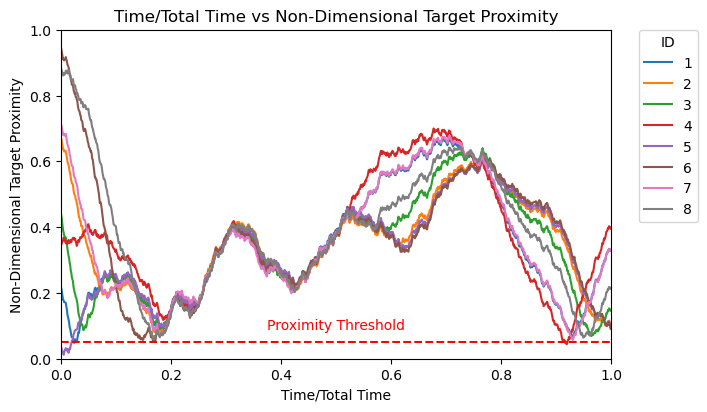 Time/Total Time vs Non-Dimensional Target Proximity
1.0
0.8
0.6
0.4
0.2
0.0
Non-Dimensional Target Proximity
Proximity Threshold
0.0 0.2 0.4 0.6 0.8 1.0
Time/Total Time
ID
1
2
3
4
5
6
7
8